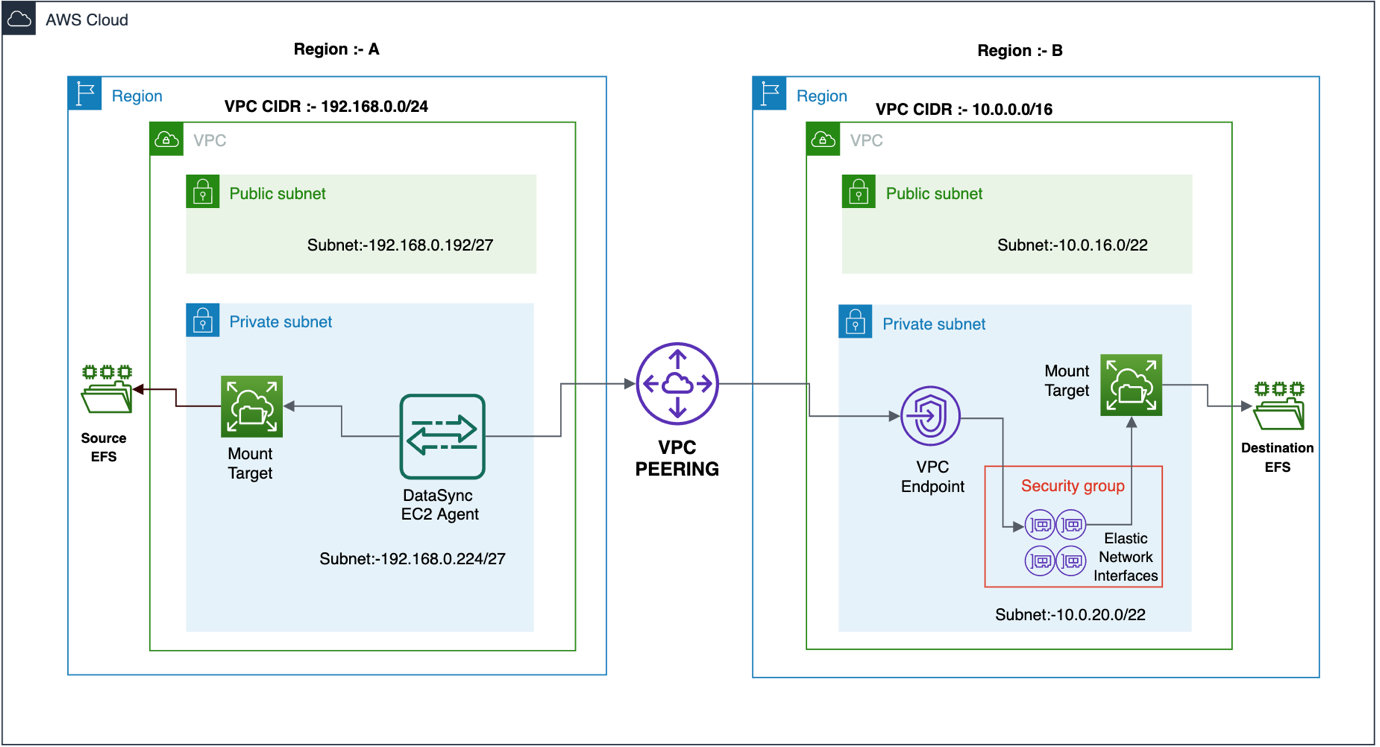 AWS Cloud
Region :- A
Region :- B
Region
VPC CIDR :- 192.168.0.0/24
VPC
Public subnet
Subnet:-192.168.0.192/27
Private subnet
Source
EFS
Mount
Target
DataSync
EC2 Agent
Subnet:-192.168.0.224/27
VPC
PEERING
Region
VPC CIDR :- 10.0.0.0/16
VPC
Public subnet
Subnet:-10.0.16.0/22
Private subnet
Mount
Target
VPC
Endpoint
Security group
Elastic
Network
Interfaces
Subnet:-10.0.20.0/22
Destination
EFS